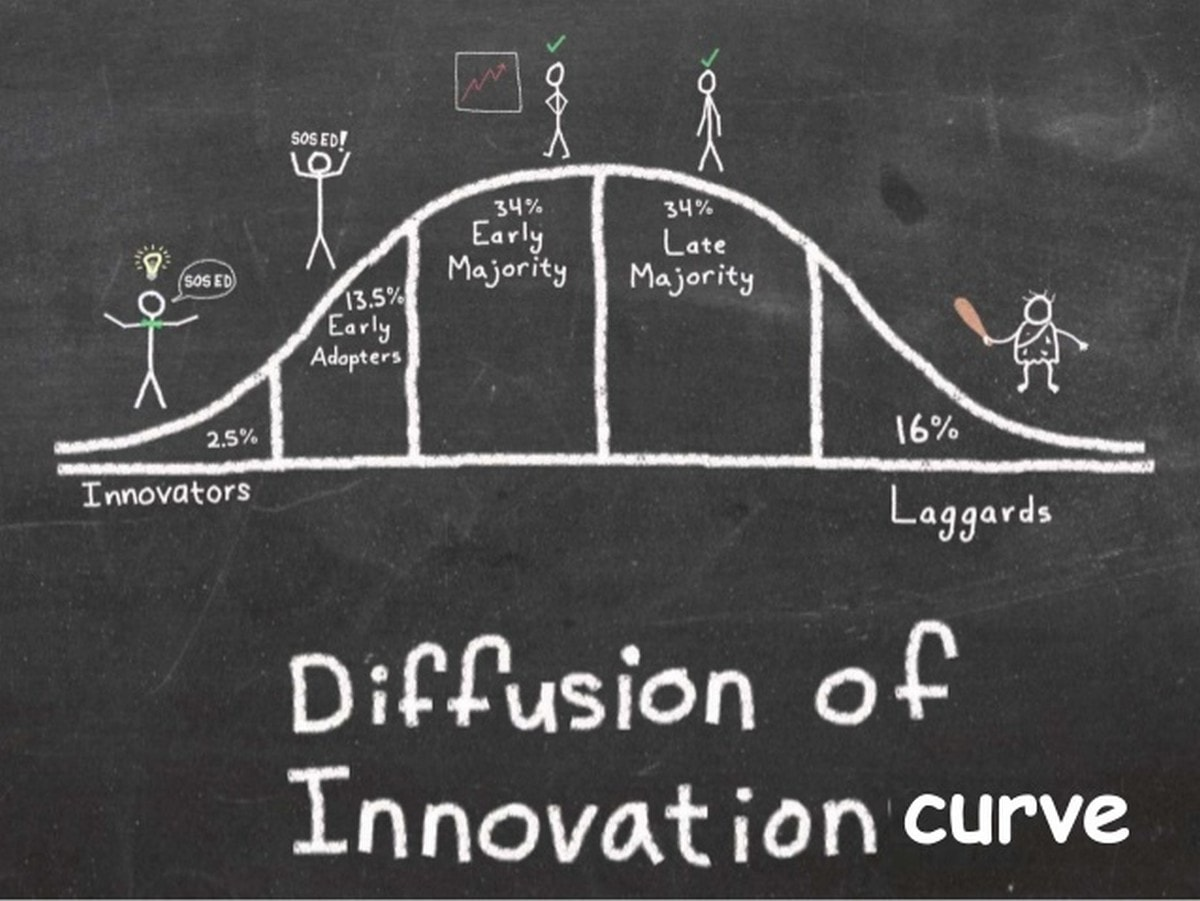 SOS ED!
SOS ED
34%
Early
Majority
34%
Late
Majority
13.5%
Early
Adopters
2.5%
16%
Innovators
Laggards
Diffusion of
Innovation curve